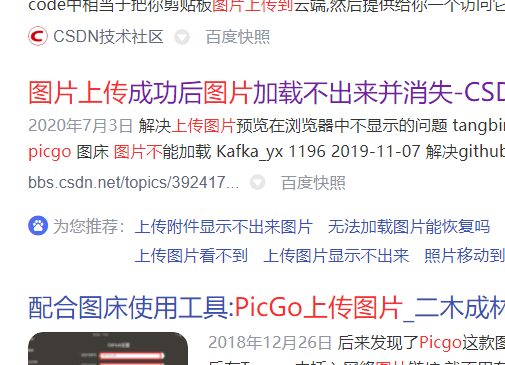 code中相当于把你剪贴板图片上传到云端,然后提供给你一个访问它
CSDN技术社区 百度快照
图片上传成功后图片加载不出来并消失-CSD
2020年7月3日 解决上传图片预览在浏览器中不显示的问题 tangbin
picgo 图床 图片不能加载 Kafka_yx 1196 2019-11-07 解决github
bbs.csdn.net/topics/392417... 百度快照
为您推荐: 上传附件显示不出来图片 无法加载图片能恢复吗
上传图片看不到 上传图片显示不出来 照片移动到
配合图床使用工具:PicGo上传图片_二木成林
2018年12月26日 后来发现了Picgo这款图